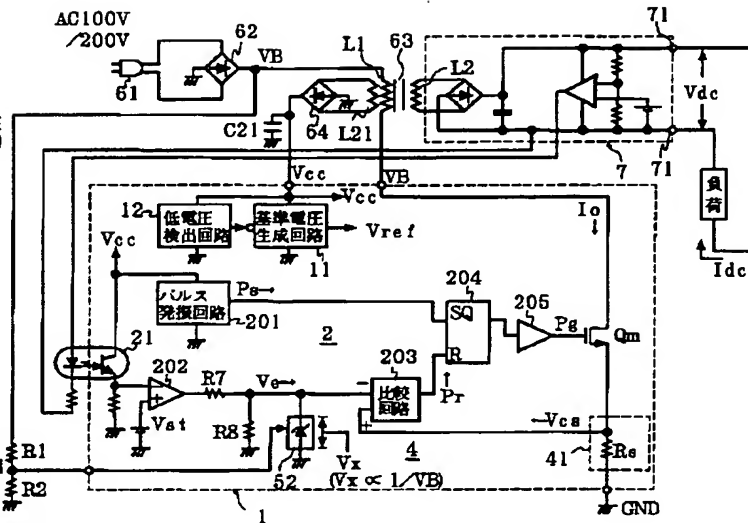 AC100V
/200V
62
VB
L1
63
L2
71
61
64
L21
C21
Vdc
7
71
Vcc
VB
負荷
Io
↓
Idc
12
低電圧
検出回路
基準電圧
生成回路
11
Vcc
Vref
Vcc
パルス
発振回路
201
Ps→
2
204
SQ
R
205
Pg
Qm
21
202
Vst
R7
Ve→
203
比較
回路
-
+
↑
Pr
←Vcs
4
R8
52
Vx
(Vx∝1/VB)
41
Rs
R1
R2
1
GND